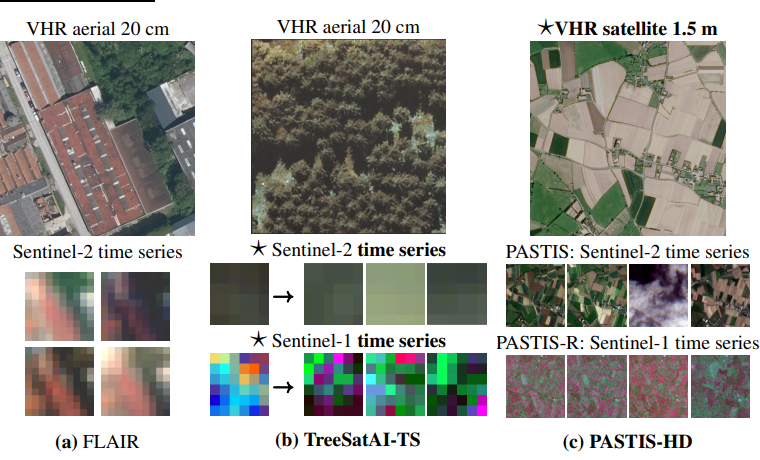 VHR aerial 20 cm
Sentinel-2 time series
(a) FLAIR
VHR aerial 20 cm
★ Sentinel-2 time series
★ Sentinel-1 time series
(b) TreeSatAI-TS
★VHR satellite 1.5 m
PASTIS: Sentinel-2 time series
PASTIS-R: Sentinel-1 time series
(c) PASTIS-HD